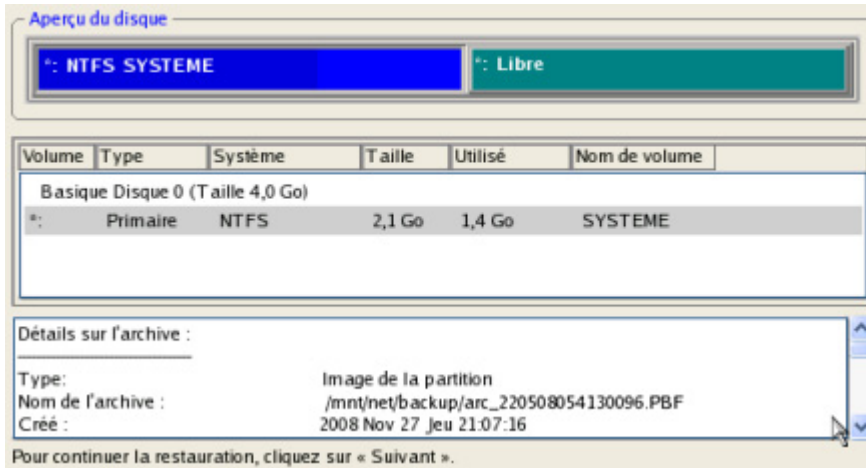 Aperçu du disque
*: NTFS SYSTEME
*: Libre
Volume Type Système Taille Utilisé Nom de volume
Basique Disque 0 (Taille 4,0 Go)
*: Primaire NTFS 2,1 Go 1,4 Go SYSTEME
Détails sur l'archive :
Type: Image de la partition
Nom de l'archive : /mnt/net/backup/arc_220508054130096.PBF
Créé : 2008 Nov 27 Jeu 21:07:16
Pour continuer la restauration, cliquez sur « Suivant ».